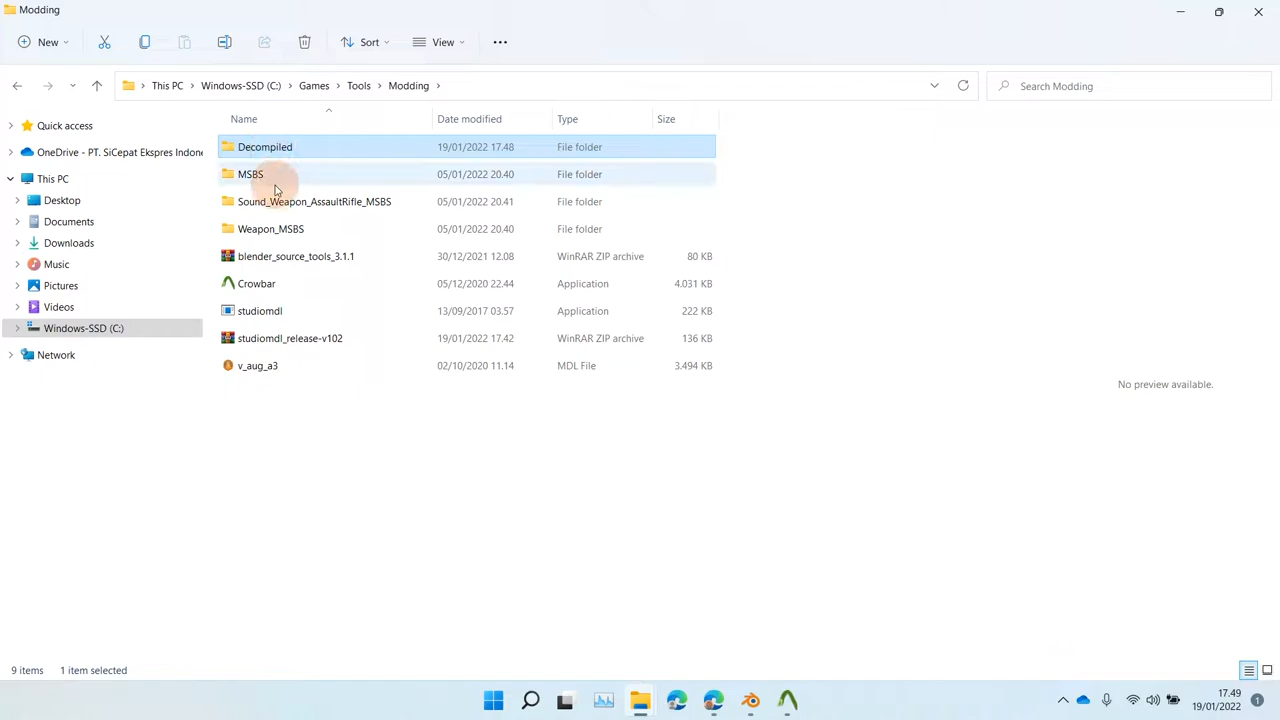 Modding
New
Sort
View
This PC > Windows-SSD (C:) > Games > Tools > Modding >
Search Modding
Name Date modified Type Size
Quick access
OneDrive - PT. SiCepat Ekspres Indone
This PC
Desktop
Documents
Downloads
Music
Pictures
Videos
Windows-SSD (C:)
Network
Decompiled 19/01/2022 17.48 File folder
MSBS 05/01/2022 20.40 File folder
Sound_Weapon_AssaultRifle_MSBS 05/01/2022 20.41 File folder
Weapon_MSBS 05/01/2022 20.40 File folder
blender_source_tools_3.1.1 30/12/2021 12.08 WinRAR ZIP archive 80 KB
Crowbar 05/12/2020 22.44 Application 4.031 KB
studiomdl 13/09/2017 03.57 Application 222 KB
studiomdl_release-v102 19/01/2022 17.42 WinRAR ZIP archive 136 KB
v_aug_a3 02/10/2020 11.14 MDL File 3.494 KB
No preview available.
9 items 1 item selected
17.49
19/01/2022
1